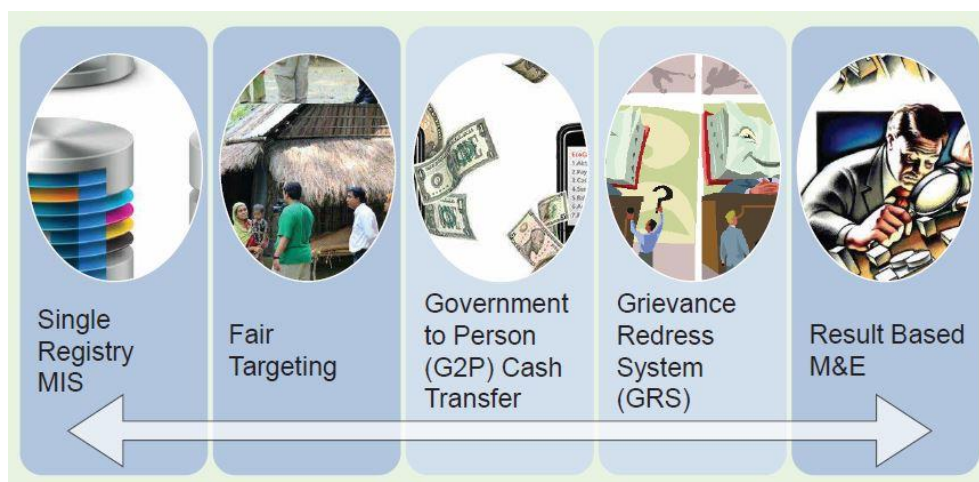 Single
Registry
MIS
Fair
Targeting
Government
to Person
(G2P) Cash
Transfer
Grievance
Redress
System
(GRS)
Result Based
M&E